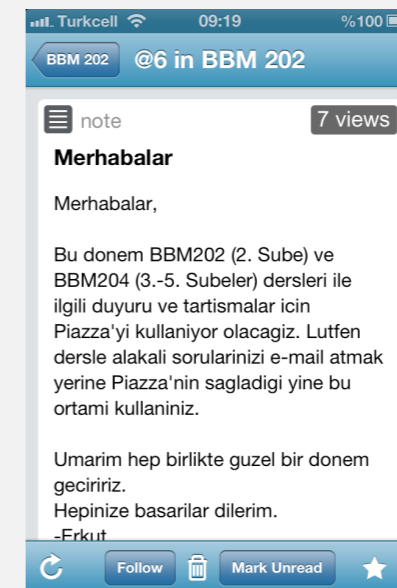 Turkcell 09:19 %100
BBM 202 @6 in BBM 202
note 7 views
Merhabalar
Merhabalar,
Bu donem BBM202 (2. Sube) ve
BBM204 (3.-5. Subeler) dersleri ile
ilgili duyuru ve tartismalar icin
Piazza'yi kullaniyor olacagiz. Lutfen
dersle alakali sorularinizi e-mail atmak
yerine Piazza'nin sagladigi yine bu
ortami kullaniniz.
Umarim hep birlikte guzel bir donem
geciririz.
Hepinize basarilar dilerim.
-Erkut
Follow Mark Unread